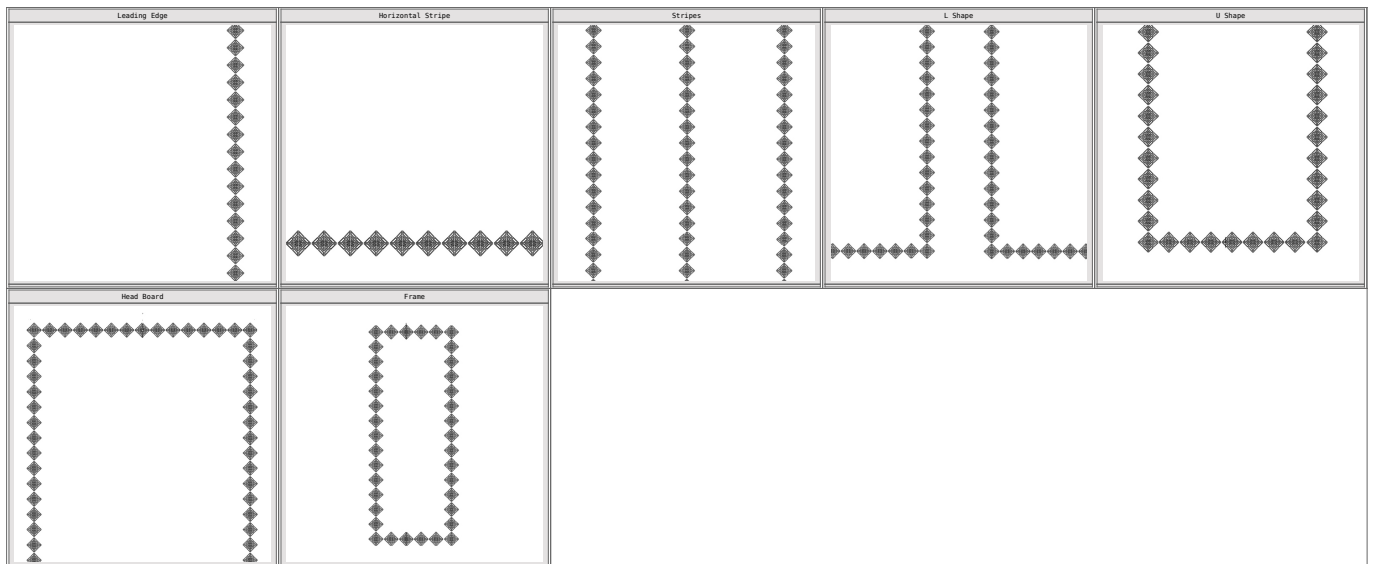 Leading Edge
Horizontal Stripe
Stripes
L Shape
U Shape
Head Board
Frame